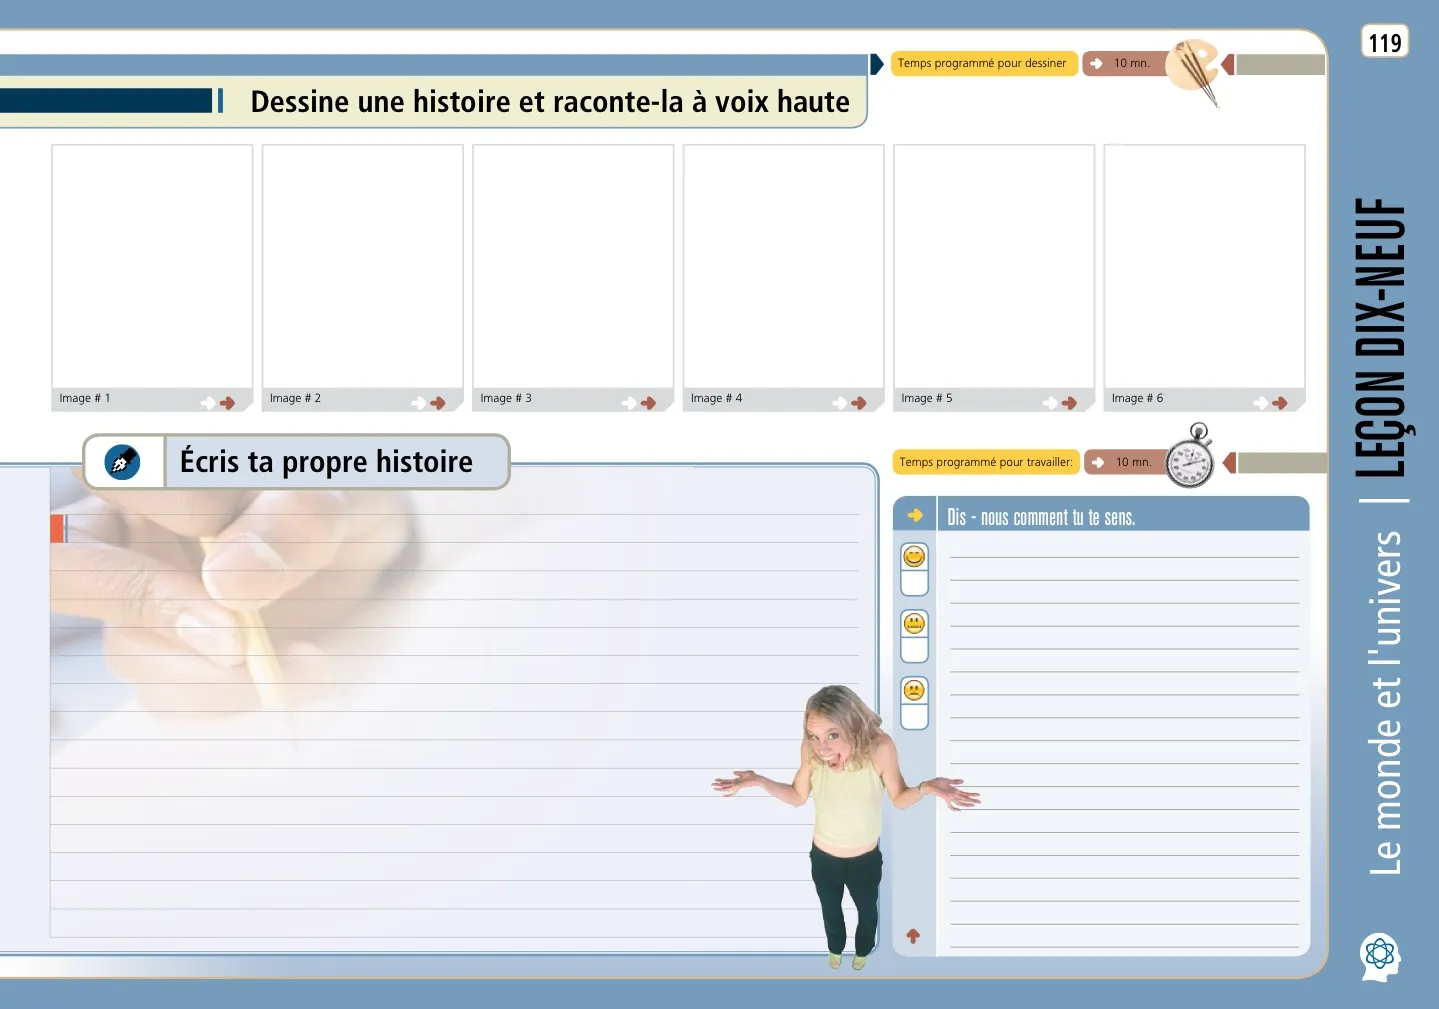 119
Temps programmé pour dessiner
10 mn.
Dessine une histoire et raconte-la à voix haute
Image # 1
Image # 2
Image # 3
Image # 4
Image # 5
Image # 6
Écris ta propre histoire
Temps programmé pour travailler:
10 mn.
Dis - nous comment tu te sens.
Le monde et l'univers | LEÇON DIX-NEUF